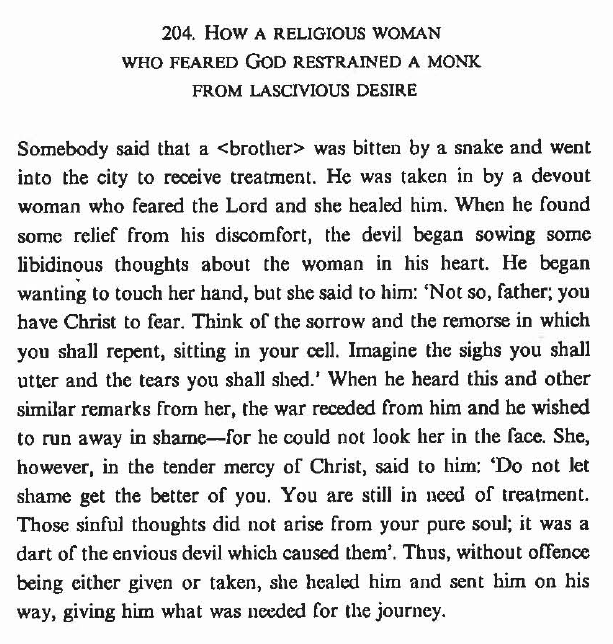 204. HOW A RELIGIOUS WOMAN
WHO FEARED GOD RESTRAINED A MONK
FROM LASCIVIOUS DESIRE
Somebody said that a <brother> was bitten by a snake and went
into the city to receive treatment. He was taken in by a devout
woman who feared the Lord and she healed him. When he found
some relief from his discomfort, the devil began sowing some
libidinous thoughts about the woman in his heart. He began
wanting to touch her hand, but she said to him: ‘Not so, father; you
have Christ to fear. Think of the sorrow and the remorse in which
you shall repent, sitting in your cell. Imagine the sighs you shall
utter and the tears you shall shed.’ When he heard this and other
similar remarks from her, the war receded from him and he wished
to run away in shame—for he could not look her in the face. She,
however, in the tender mercy of Christ, said to him: ‘Do not let
shame get the better of you. You are still in need of treatment.
Those sinful thoughts did not arise from your pure soul; it was a
dart of the envious devil which caused them’. Thus, without offence
being either given or taken, she healed him and sent him on his
way, giving him what was needed for the journey.